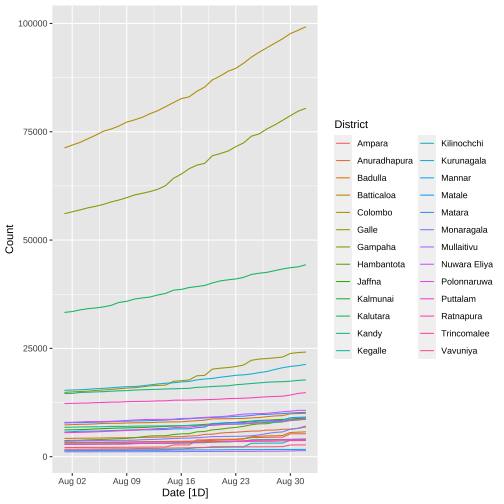 100000
75000
50000
25000
0
Count
Aug 02
Aug 09
Aug 16
Aug 23
Aug 30
Date [1D]
District
Ampara
Anuradhapura
Badulla
Batticaloa
Colombo
Galle
Gampaha
Hambantota
Jaffna
Kalmunai
Kalutara
Kandy
Kegalle
Kilinochchi
Kurunagala
Mannar
Matale
Matara
Monaragala
Mullaitivu
Nuwara Eliya
Polonnaruwa
Puttalam
Ratnapura
Trincomalee
Vavuniya